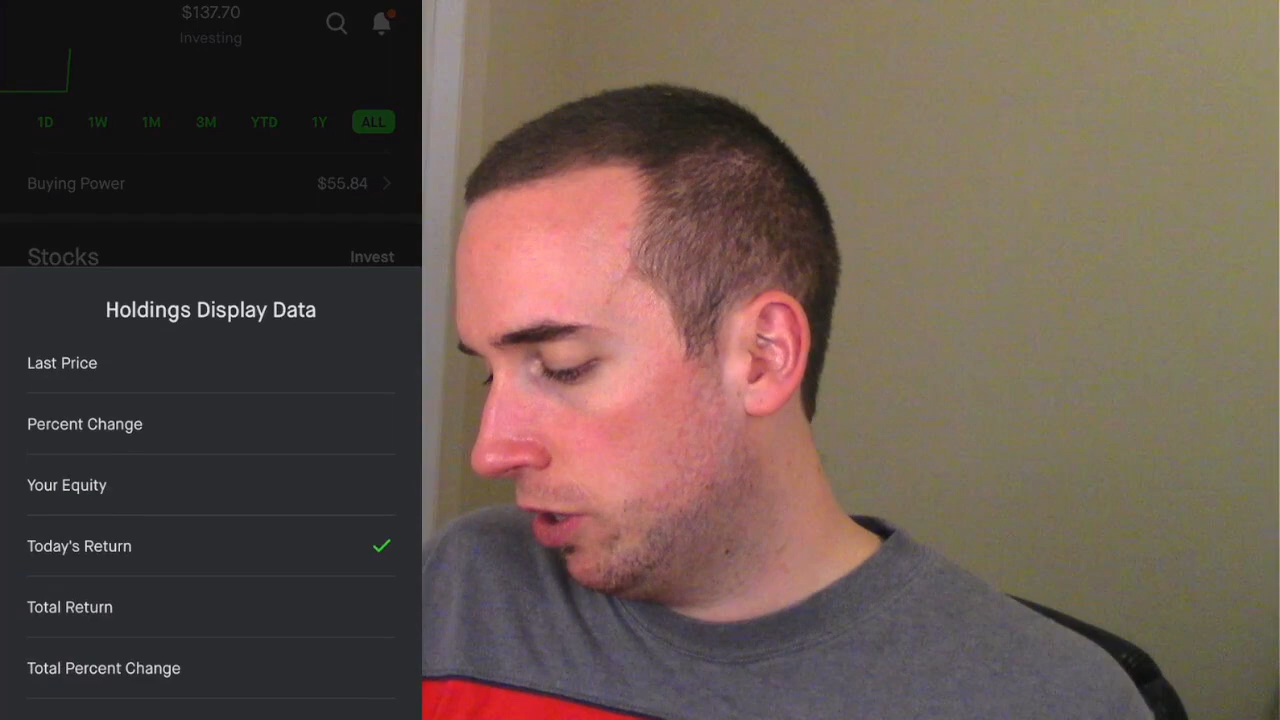 $137.70
Investing
1D 1W 1M 3M YTD 1Y ALL
Buying Power $55.84
Stocks Invest
Holdings Display Data
Last Price
Percent Change
Your Equity
Today's Return
Total Return
Total Percent Change